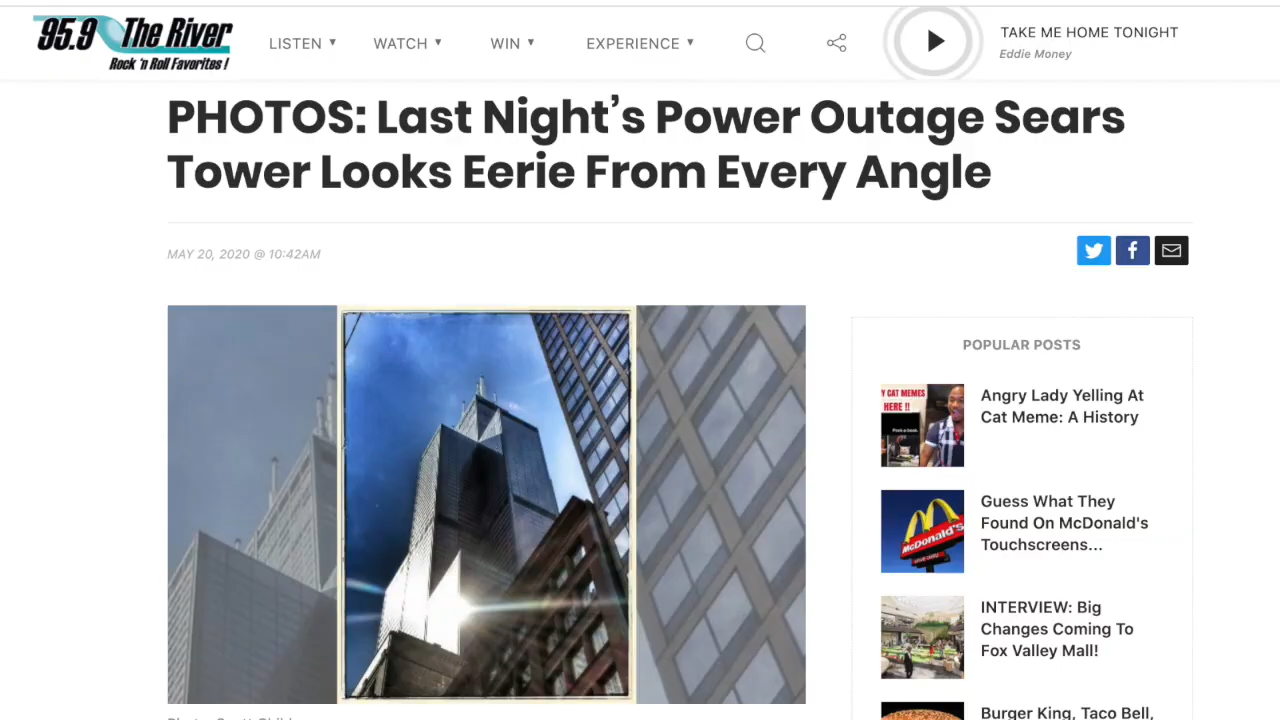 95.9 The River
Rock 'n Roll Favorites!
LISTEN ▼ WATCH ▼ WIN ▼ EXPERIENCE ▼
TAKE ME HOME TONIGHT
Eddie Money
PHOTOS: Last Night's Power Outage Sears
Tower Looks Eerie From Every Angle
MAY 20, 2020 @ 10:42AM
POPULAR POSTS
Y CAT MEMES
HERE !!
Angry Lady Yelling At
Cat Meme: A History
McDonald's
Guess What They
Found On McDonald's
Touchscreens...
INTERVIEW: Big
Changes Coming To
Fox Valley Mall!
Burger King, Taco Bell,